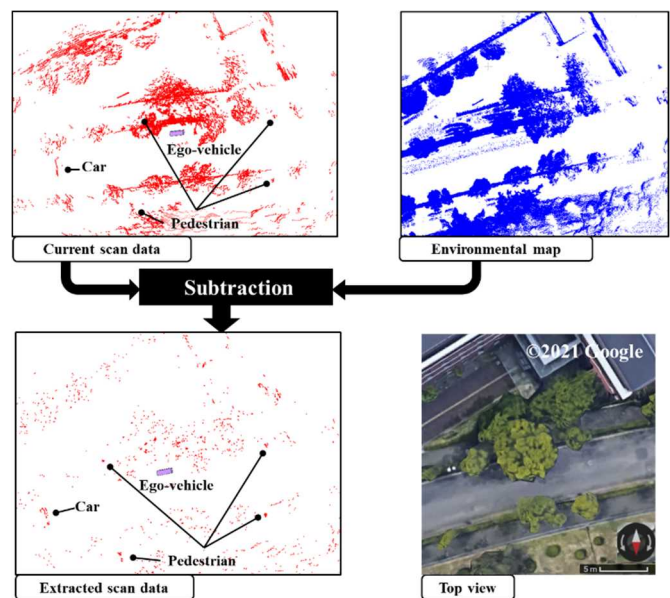 Ego-vehicle
Car
Pedestrian
Current scan data
Environmental map
Subtraction
©2021 Google
Ego-vehicle
Car
Pedestrian
5 m
Extracted scan data
Top view